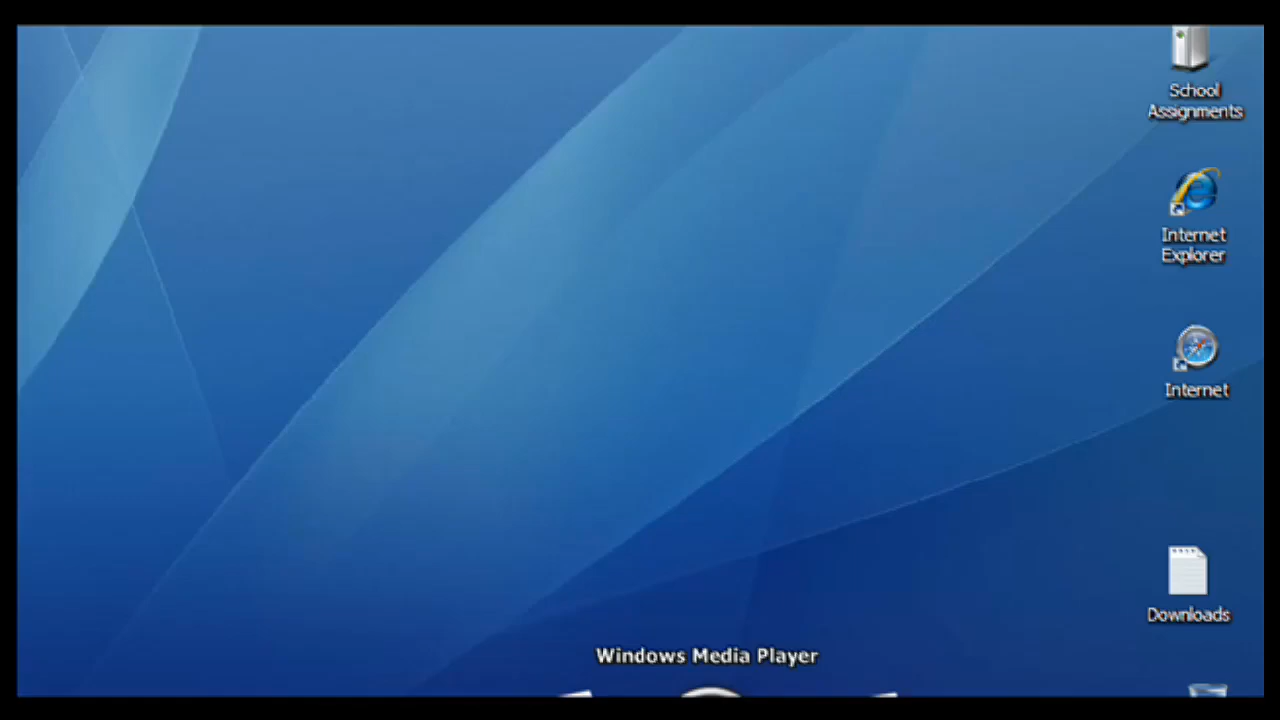 School
Assignments
Internet
Explorer
Internet
Downloads
Windows Media Player